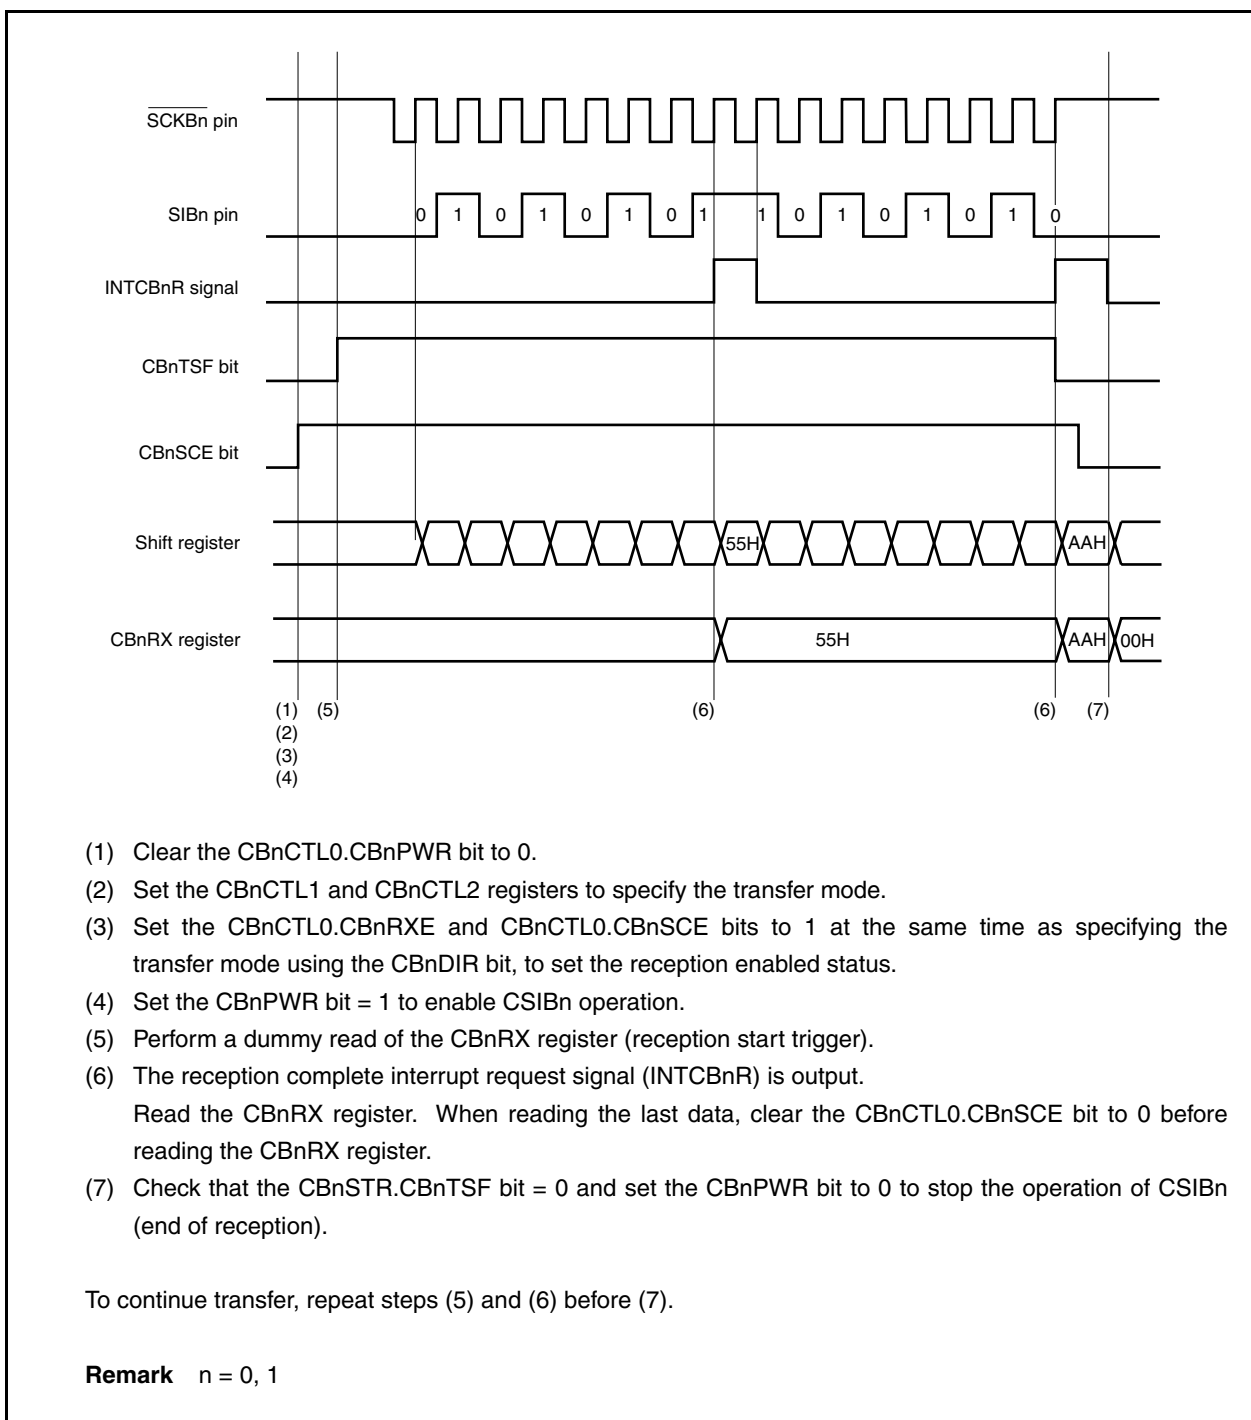 SCKBn pin
SIBn pin 0 1 0 1 0 1 0 1 1 0 1 0 1 0 1 0
INTCBnR signal
CBnTSF bit
CBnSCE bit
Shift register 55H AAH
CBnRX register 55H AAH 00H
(1) (5) (6) (6) (7)
(2)
(3)
(4)
(1) Clear the CBnCTL0.CBnPWR bit to 0.
(2) Set the CBnCTL1 and CBnCTL2 registers to specify the transfer mode.
(3) Set the CBnCTL0.CBnRXE and CBnCTL0.CBnSCE bits to 1 at the same time as specifying the
transfer mode using the CBnDIR bit, to set the reception enabled status.
(4) Set the CBnPWR bit = 1 to enable CSIBn operation.
(5) Perform a dummy read of the CBnRX register (reception start trigger).
(6) The reception complete interrupt request signal (INTCBnR) is output.
Read the CBnRX register. When reading the last data, clear the CBnCTL0.CBnSCE bit to 0 before
reading the CBnRX register.
(7) Check that the CBnSTR.CBnTSF bit = 0 and set the CBnPWR bit to 0 to stop the operation of CSIBn
(end of reception).
To continue transfer, repeat steps (5) and (6) before (7).
Remark n = 0, 1